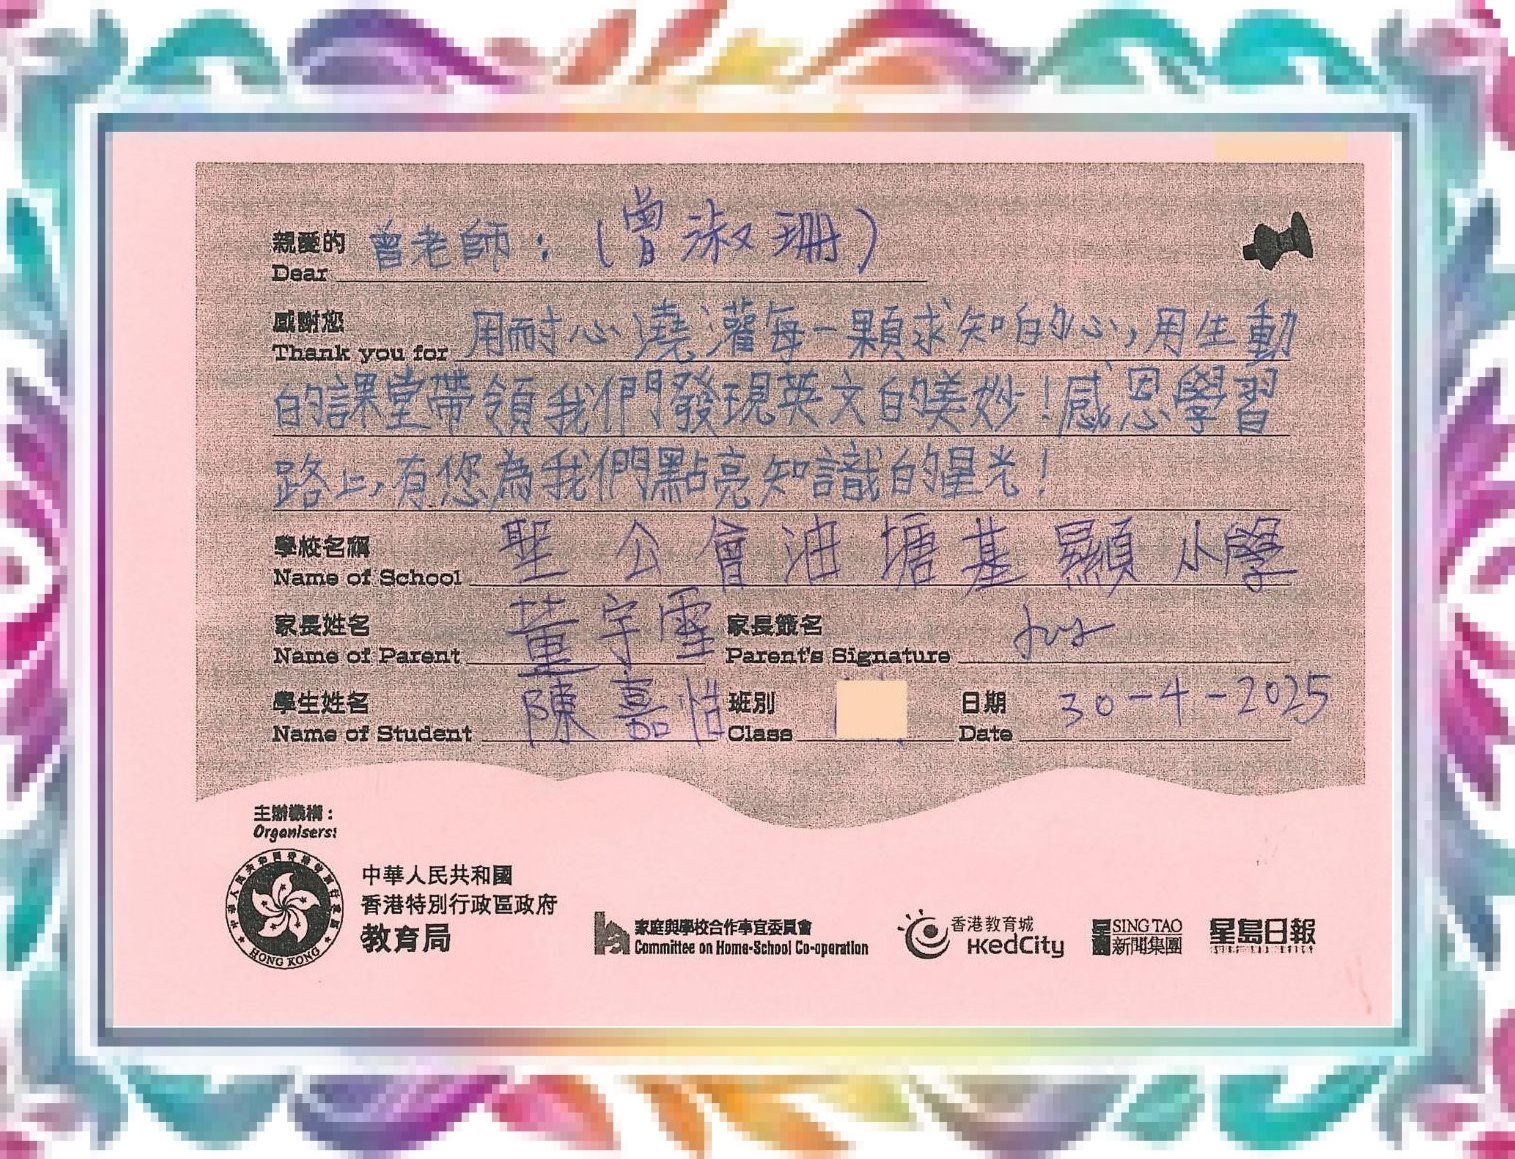 親愛的 曾老師：(曾淑珊)
Dear
感謝您 用耐心澆灌每一顆求知的心，用生動
Thank you for
的課堂帶領我們發現英文的美妙！感恩學習
路上，有您為我們點亮知識的星光！
學校名稱 聖公會油塘基顯小學
Name of School
家長姓名 董宇霆 家長簽名
Name of Parent Parent's Signature
學生姓名 陳嘉怡 班別 日期 30-4-2025
Name of Student Class Date
主辦機構：
Organisers:
HONG KONG
中華人民共和國
香港特別行政區政府
教育局
家庭與學校合作事宜委員會
Committee on Home-School Co-operation
香港教育城
HKedCity
SING TAO
新聞集團
星島日報